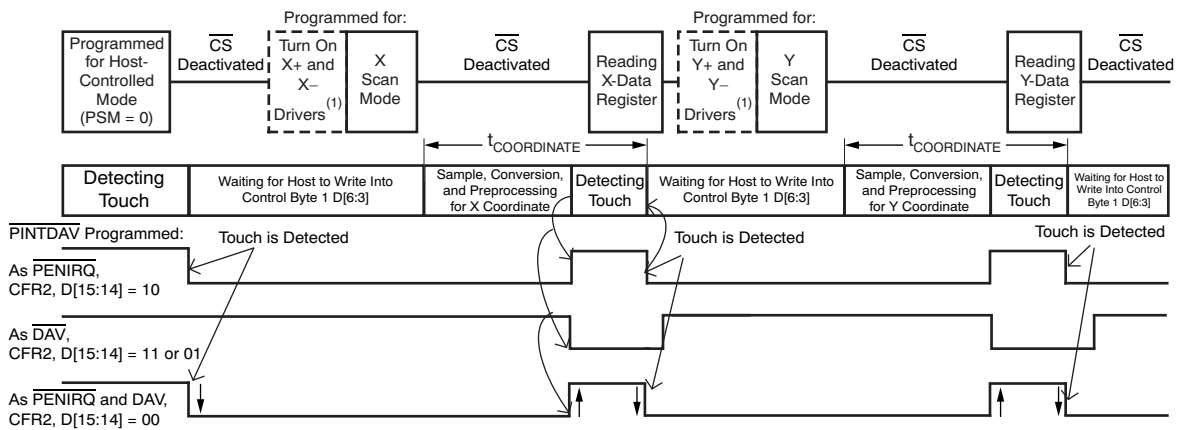 Programmed for:
Programmed for:
Programmed
for Host-
Controlled
Mode
(PSM = 0)
CS
Deactivated
Turn On
X+ and
X−
(1)
Drivers
X
Scan
Mode
CS
Deactivated
Reading
X-Data
Register
Turn On
Y+ and
Y−
(1)
Drivers
Y
Scan
Mode
CS
Deactivated
Reading
Y-Data
Register
CS
Deactivated
tCOORDINATE
tCOORDINATE
Detecting
Touch
Waiting for Host to Write Into
Control Byte 1 D[6:3]
Sample, Conversion,
and Preprocessing
for X Coordinate
Detecting
Touch
Waiting for Host to Write Into
Control Byte 1 D[6:3]
Sample, Conversion,
and Preprocessing
for Y Coordinate
Detecting
Touch
Waiting for Host to
Write Into Control
Byte 1 D[6:3]
PINTDAV Programmed:
Touch is Detected
Touch is Detected
Touch is Detected
As PENIRQ,
CFR2, D[15:14] = 10
As DAV,
CFR2, D[15:14] = 11 or 01
As PENIRQ and DAV,
CFR2, D[15:14] = 00